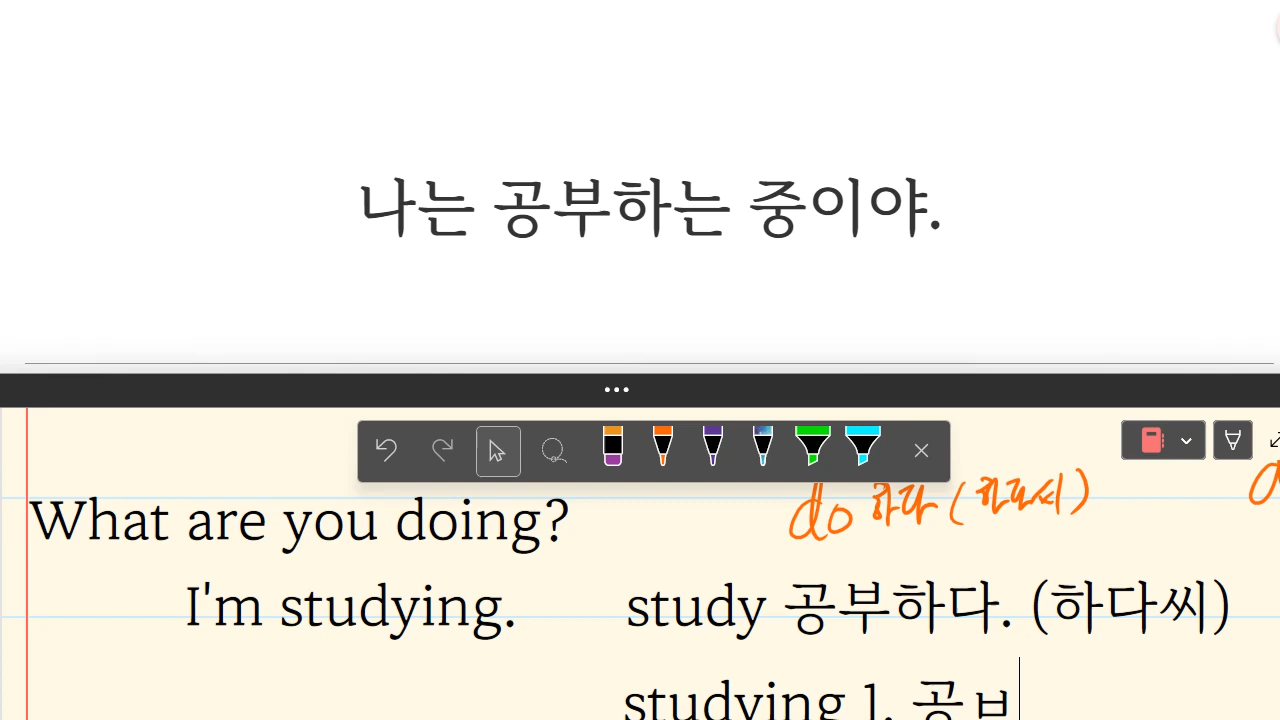 나는 공부하는 중이야.
do 하다 (하다씨)
What are you doing?
I'm studying. study 공부하다. (하다씨)
studying 1. 공ㅂ